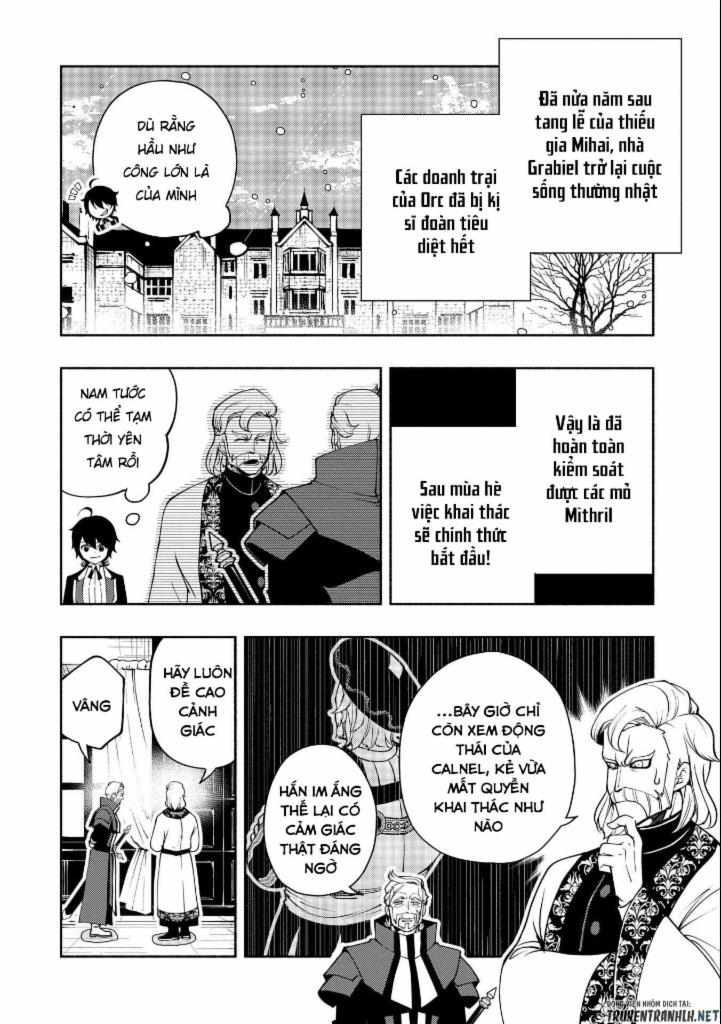 Đã nửa năm sau
tang lễ của thiếu
gia Mihai, nhà
Grabiel trở lại cuộc
sống thường nhật
Các doanh trại
của Orc đã bị kị
sĩ đoàn tiêu
diệt hết
DÙ RẰNG
HẦU NHƯ
CÔNG LỚN LÀ
CỦA MÌNH
Vậy là đã
hoàn toàn
kiểm soát
được các mỏ
Mithril
Sau mùa hè
việc khai thác
sẽ chính thức
bắt đầu!
NAM TƯỚC
CÓ THỂ TẠM
THỜI YÊN
TÂM RỒI
...BÂY GIỜ CHỈ
CÒN XEM ĐỘNG
THÁI CỦA
CALNEL, KẺ VỪA
MẤT QUYỀN
KHAI THÁC NHƯ
NÀO
HẮN IM ẮNG
THẾ LẠI CÓ
CẢM GIÁC
THẬT ĐÁNG
NGỜ
HÃY LUÔN
ĐỀ CAO
CẢNH
GIÁC
VÂNG
ĐỘNG VIÊN NHÓM DỊCH TẠI:
TRUYENTRANHLH.NET